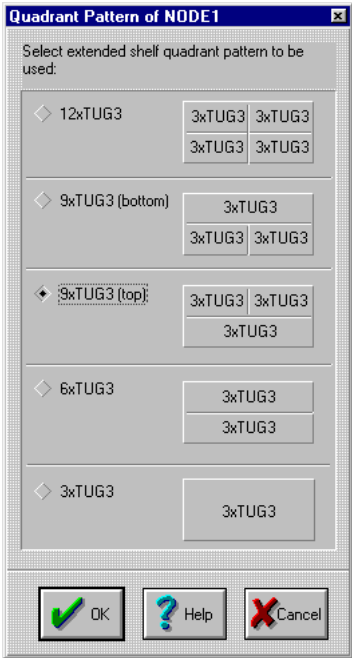 Quadrant Pattern of NODE1
Select extended shelf quadrant pattern to be
used:
12xTUG3
3xTUG3 3xTUG3
3xTUG3 3xTUG3
9xTUG3 (bottom)
3xTUG3
3xTUG3 3xTUG3
9xTUG3 (top)
3xTUG3 3xTUG3
3xTUG3
6xTUG3
3xTUG3
3xTUG3
3xTUG3
3xTUG3
OK
Help
Cancel